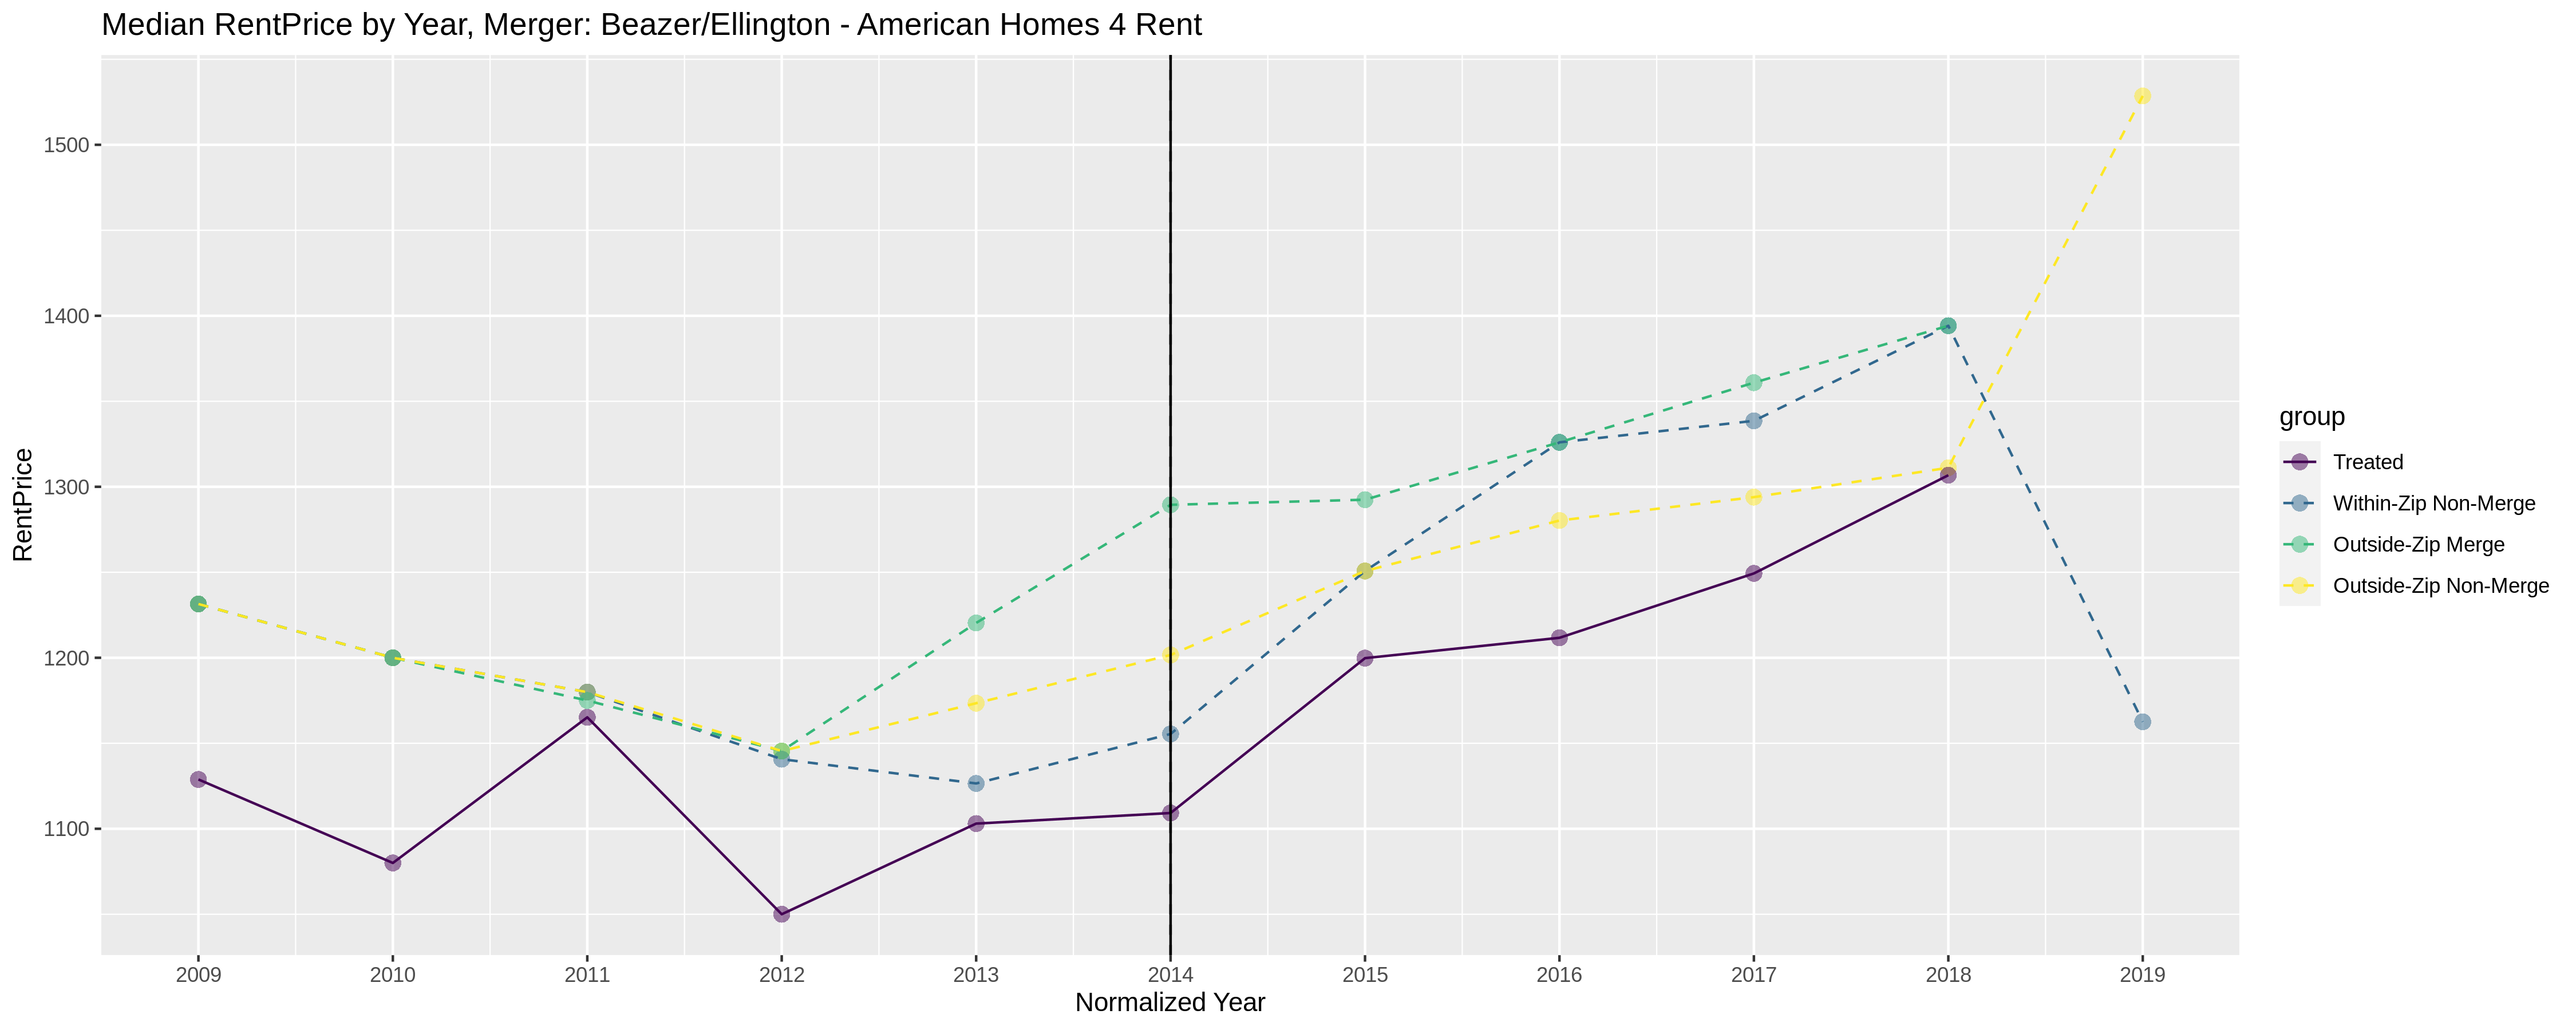 Median RentPrice by Year, Merger: Beazer/Ellington - American Homes 4 Rent
RentPrice
1500
1400
1300
1200
1100
2009 2010 2011 2012 2013 2014 2015 2016 2017 2018 2019
Normalized Year
group
Treated
Within-Zip Non-Merge
Outside-Zip Merge
Outside-Zip Non-Merge